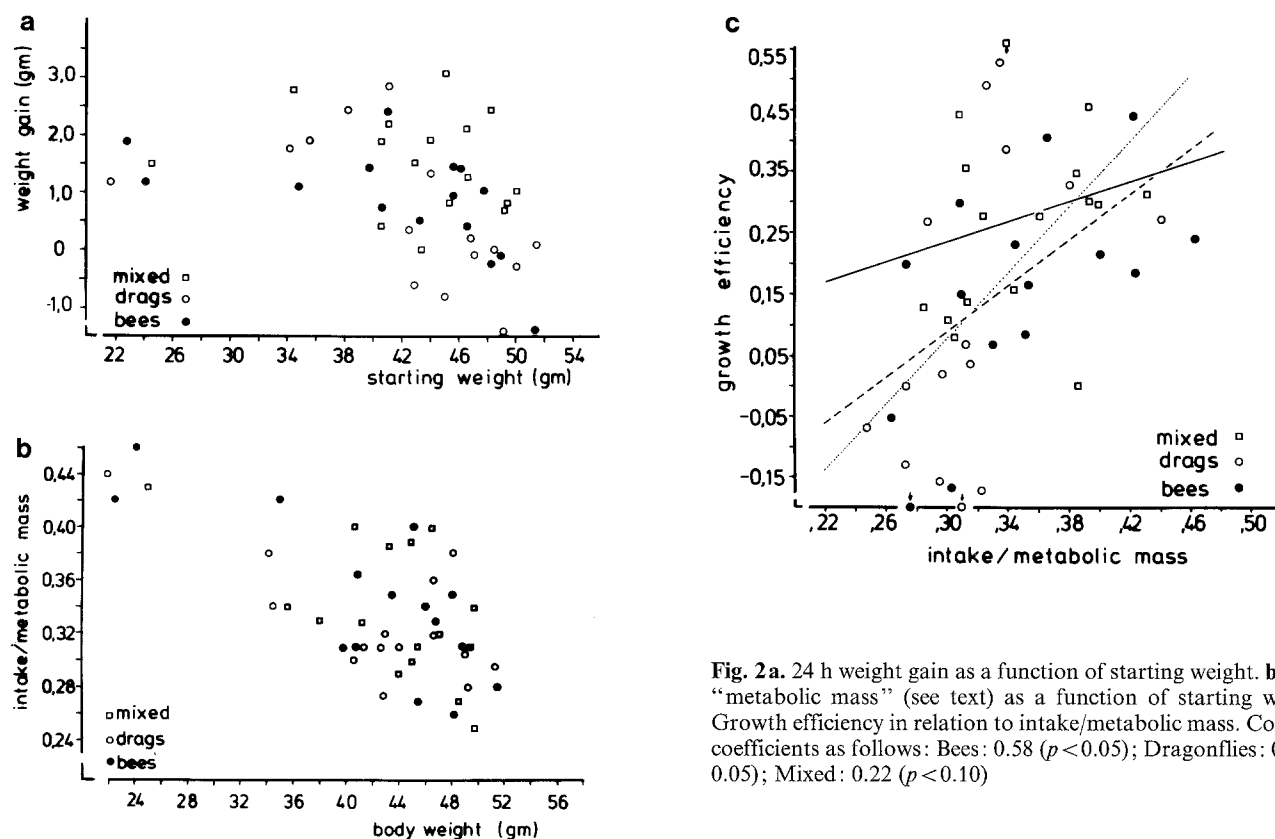 a
weight gain (gm)
3,0
2,0
1,0
0
-1,0
mixed
drags
bees
22 26 30 34 38 42 46 50 54
starting weight (gm)
b
intake/metabolic mass
0,44
0,40
0,36
0,32
0,28
0,24
mixed
drags
bees
24 28 32 36 40 44 48 52 56
body weight (gm)
c
growth efficiency
0,55
0,45
0,35
0,25
0,15
0,05
-0,05
-0,15
mixed
drags
bees
,22 ,26 ,30 ,34 ,38 ,42 ,46 ,50
intake/metabolic mass
Fig. 2a. 24 h weight gain as a function of starting weight. b
"metabolic mass" (see text) as a function of starting w
Growth efficiency in relation to intake/metabolic mass. Co
coefficients as follows: Bees: 0.58 (p<0.05); Dragonflies: 0
0.05); Mixed: 0.22 (p<0.10)